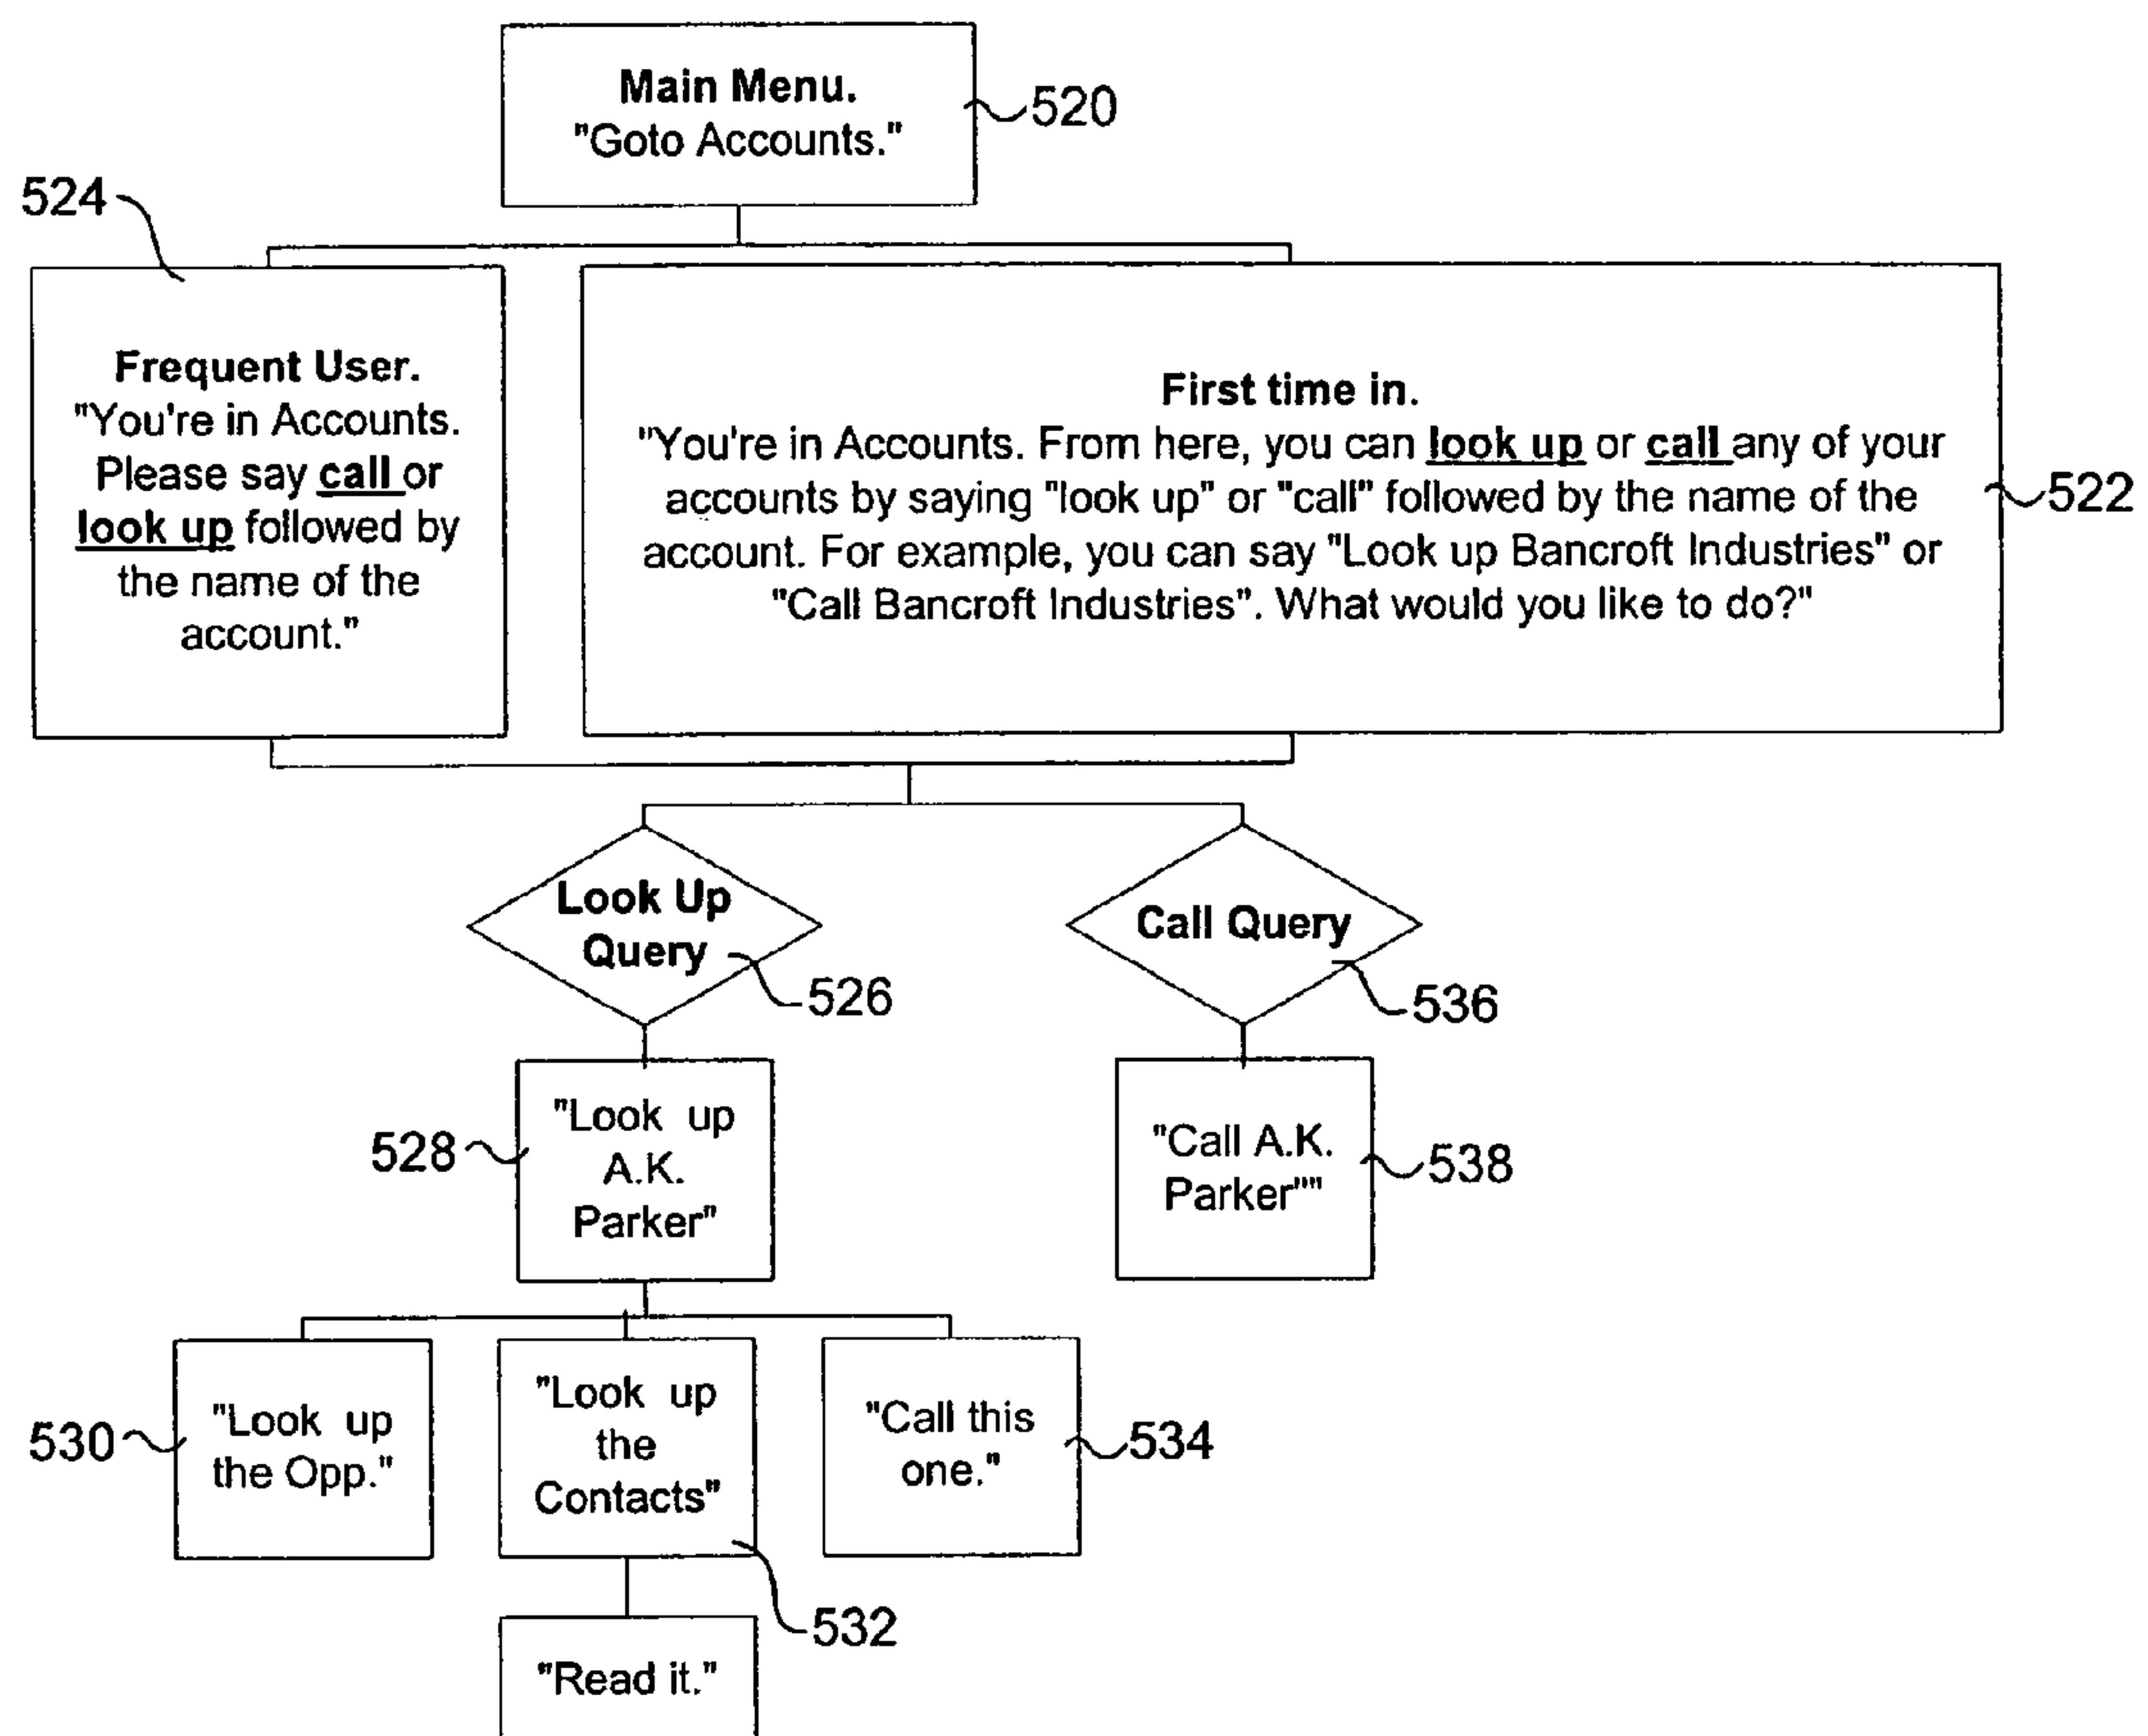 Main Menu.
"Goto Accounts."
520
524
Frequent User.
"You're in Accounts.
Please say call or
look up followed by
the name of the
account."
First time in.
"You're in Accounts. From here, you can look up or call any of your
accounts by saying "look up" or "call" followed by the name of the
account. For example, you can say "Look up Bancroft Industries" or
"Call Bancroft Industries". What would you like to do?"
522
Look Up
Query
526
Call Query
536
528
"Look up
A.K.
Parker"
"Call A.K.
Parker""
538
530
"Look up
the Opp."
"Look up
the
Contacts"
532
"Call this
one."
534
"Read it."